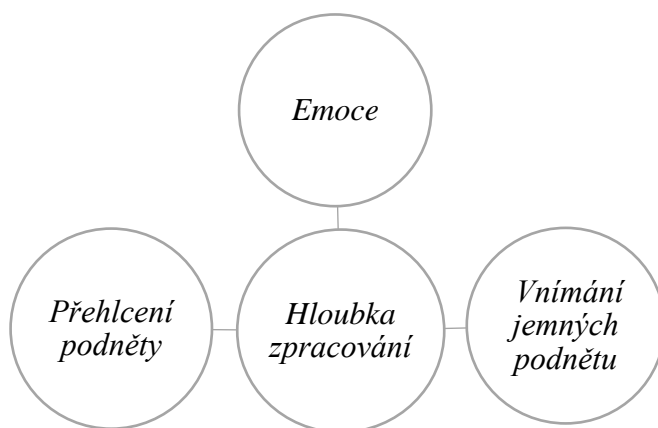 Emoce
Přehlcení
podněty
Hloubka
zpracování
Vnímání
jemných
podnětu